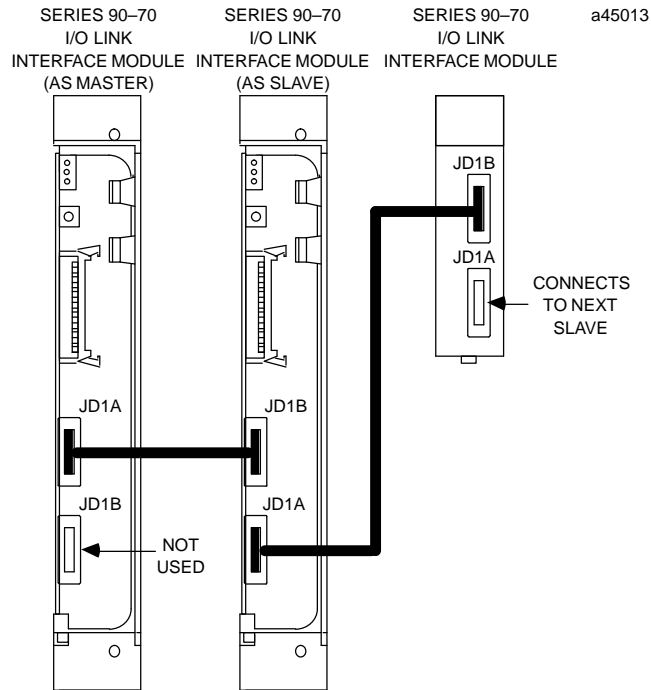 SERIES 90–70
I/O LINK
INTERFACE MODULE
(AS MASTER)
SERIES 90–70
I/O LINK
INTERFACE MODULE
(AS SLAVE)
SERIES 90–70
I/O LINK
INTERFACE MODULE
a45013
JD1B
JD1A
CONNECTS
TO NEXT
SLAVE
JD1A
JD1B
JD1B
NOT
USED
JD1A